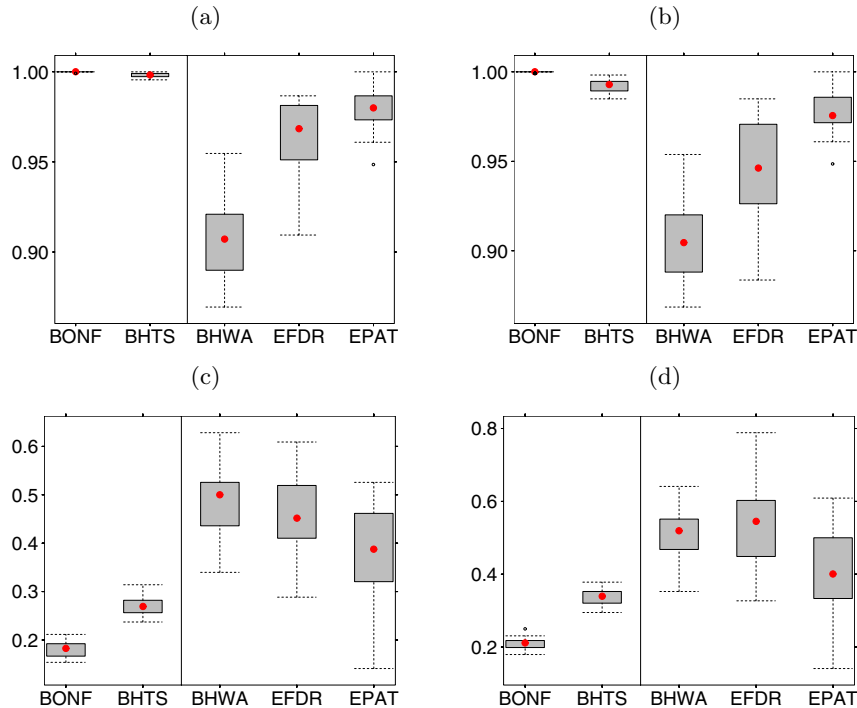 (a)
(b)
1.00
0.95
0.90
BONF BHTS BHWA EFDR EPAT
1.00
0.95
0.90
BONF BHTS BHWA EFDR EPAT
(c)
(d)
0.6
0.5
0.4
0.3
0.2
BONF BHTS BHWA EFDR EPAT
0.8
0.6
0.4
0.2
BONF BHTS BHWA EFDR EPAT